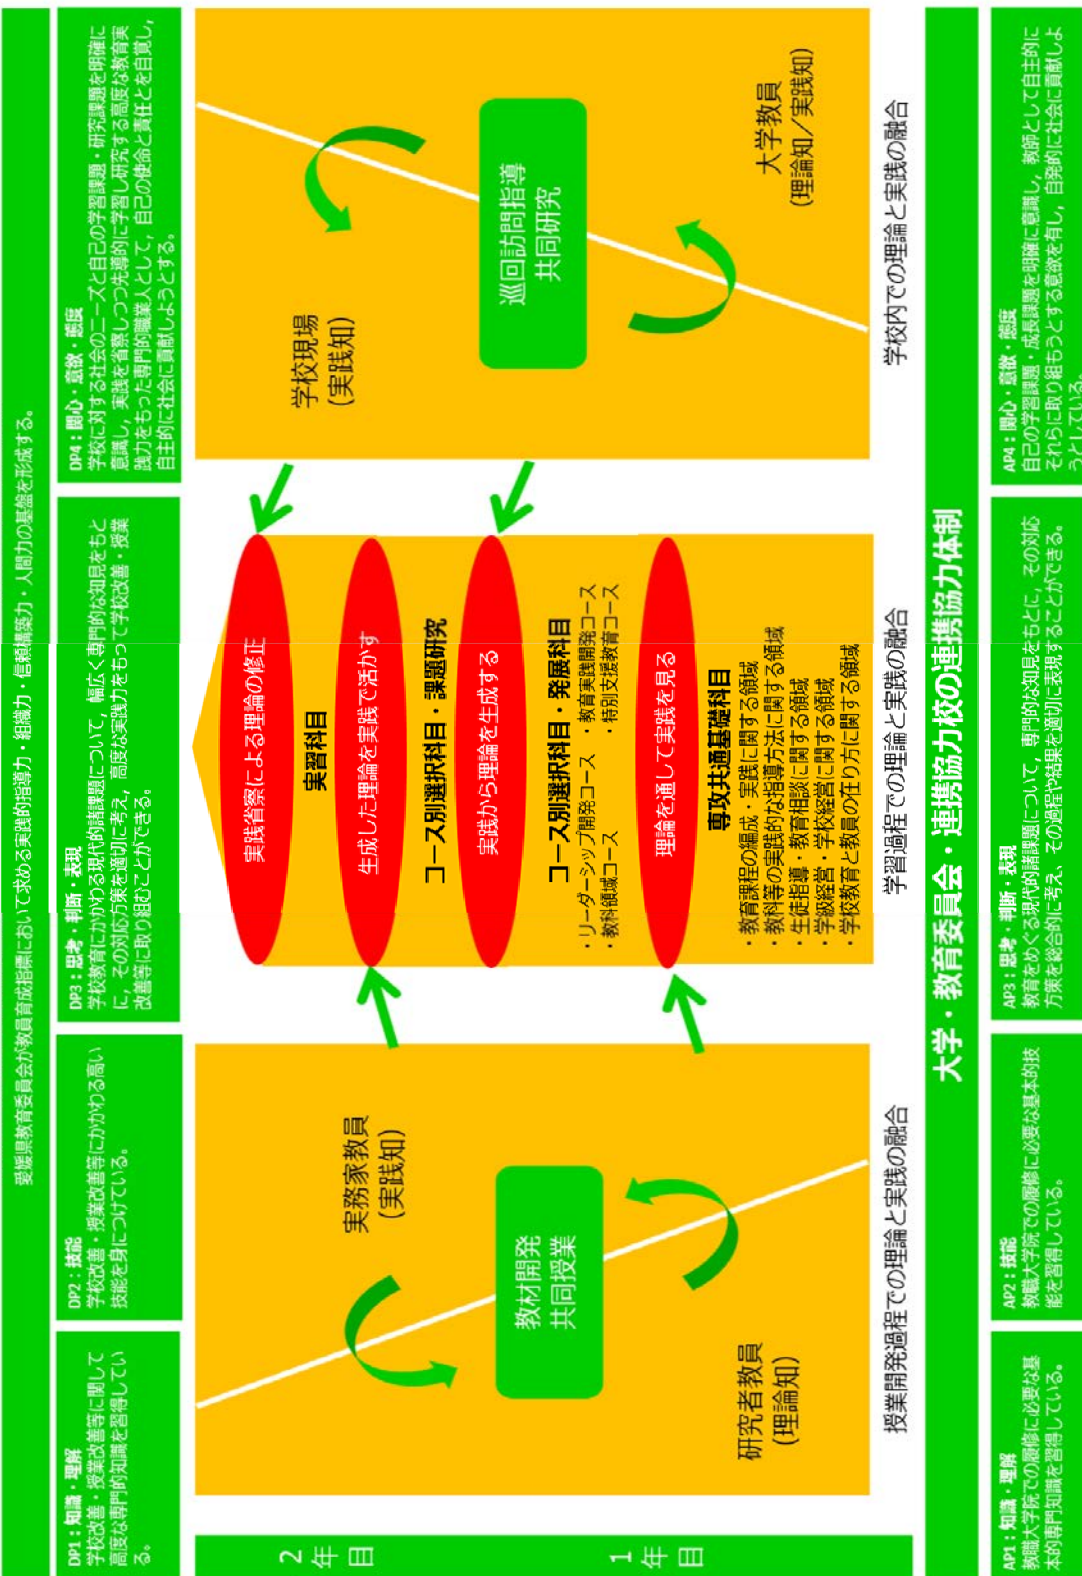 愛媛県教育委員会が教員育成指標において求める実践的指導力・組織力・信頼構築力・人間力の基盤を形成する。
DP1：知識・理解
学校改善・授業改善等に関して
高度な専門的知識を習得してい
る。
DP2：技能
学校改善・授業改善等にかかわる高い
技能を身につけている。
DP3：思考・判断・表現
学校教育にかかわる現代的諸課題について，幅広く専門的な知見をもと
に，その対応方策を適切に考え，高度な実践力をもって学校改善・授業
改善等に取り組むことができる。
DP4：関心・意欲・態度
学校に対する社会のニーズと自己の学習課題・研究課題を明確に
意識し，実践を省察しつつ先導的に学習し研究する高度な教育実
践力をもった専門的職業人として，自己の使命と責任とを自覚し，
自主的に社会に貢献しようとする。
2
年
目
1
年
目
実務家教員
(実践知)
教材開発
共同授業
研究者教員
(理論知)
授業開発過程での理論と実践の融合
実践省察による理論の修正
実習科目
生成した理論を実践で活かす
コース別選択科目・課題研究
実践から理論を生成する
コース別選択科目・発展科目
・リーダーシップ開発コース　・教育実践開発コース
・教科領域コース　・特別支援教育コース
理論を通して実践を見る
専攻共通基礎科目
・教育課程の編成・実践に関する領域
・教科等の実践的な指導方法に関する領域
・生徒指導・教育相談に関する領域
・学級経営・学校経営に関する領域
・学校教育と教員の在り方に関する領域
学習過程での理論と実践の融合
学校現場
(実践知)
巡回訪問指導
共同研究
大学教員
(理論知／実践知)
学校内での理論と実践の融合
大学・教育委員会・連携協力校の連携協力体制
AP1：知識・理解
教職大学院での履修に必要な基
本的専門知識を習得している。
AP2：技能
教職大学院での履修に必要な基本的技
能を習得している。
AP3：思考・判断・表現
教育をめぐる現代的諸課題について，専門的な知見をもとに，その対応
方策を総合的に考え，その過程や結果を適切に表現することができる。
AP4：関心・意欲・態度
自己の学習課題・成長課題を明確に意識し，教師として自主的に
それらに取り組もうとする意欲を有し，自発的に社会に貢献しよ
うとしている。